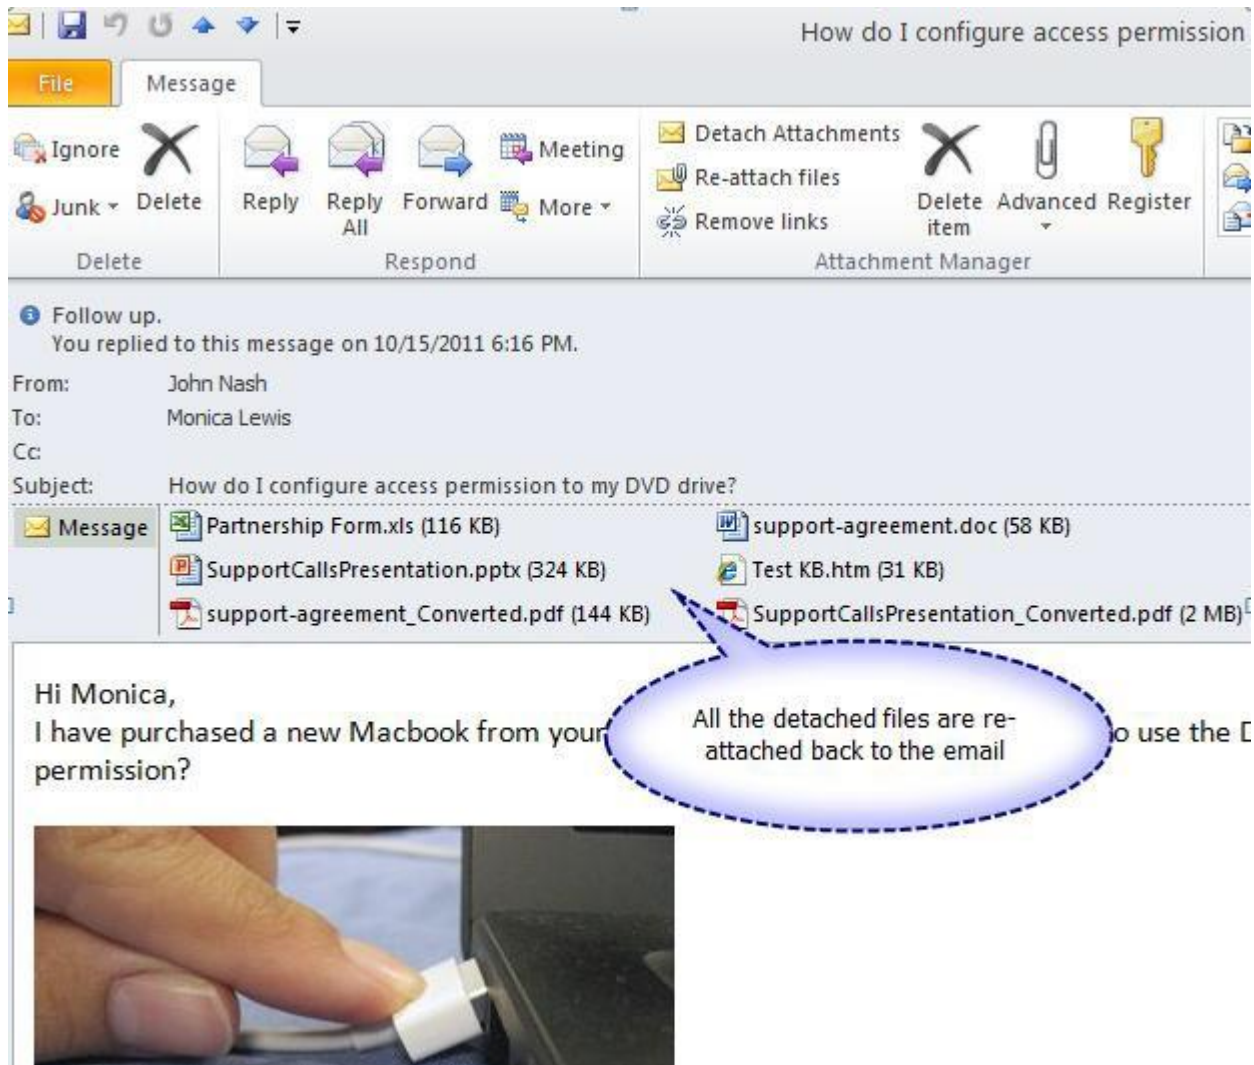 How do I configure access permission
File Message
Ignore
Junk
Delete
Reply
Reply All
Forward
Meeting
More
Detach Attachments
Re-attach files
Remove links
Delete item
Advanced
Register
Delete
Respond
Attachment Manager
Follow up.
You replied to this message on 10/15/2011 6:16 PM.
From: John Nash
To: Monica Lewis
Cc:
Subject: How do I configure access permission to my DVD drive?
Message
Partnership Form.xls (116 KB) support-agreement.doc (58 KB)
SupportCallsPresentation.pptx (324 KB) Test KB.htm (31 KB)
support-agreement_Converted.pdf (144 KB) SupportCallsPresentation_Converted.pdf (2 MB)
All the detached files are re-
attached back to the email
Hi Monica,
I have purchased a new Macbook from your use the
permission?